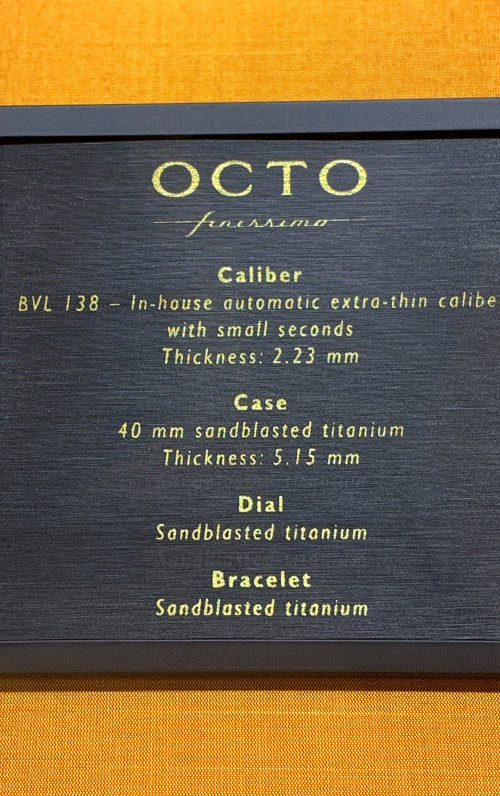 OCTO
finissimo
Caliber
BVL 138 – In-house automatic extra-thin calibe
with small seconds
Thickness: 2.23 mm
Case
40 mm sandblasted titanium
Thickness: 5.15 mm
Dial
Sandblasted titanium
Bracelet
Sandblasted titanium